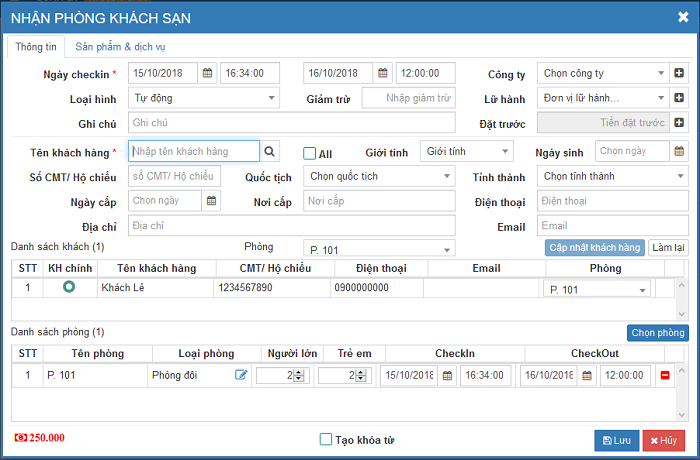 NHẬN PHÒNG KHÁCH SẠN
Thông tin Sản phẩm & dịch vụ
Ngày checkin * 15/10/2018 16:34:00 16/10/2018 12:00:00 Công ty Chọn công ty
Loại hình Tự động Giảm trừ Nhập giảm trừ Lữ hành Đơn vị lữ hành...
Ghi chú Ghi chú Đặt trước Tiền đặt trước
Tên khách hàng * Nhập tên khách hàng All Giới tính Giới tính Ngày sinh Chọn ngày
Số CMT/ Hộ chiếu số CMT/ Hộ chiếu Quốc tịch Chọn quốc tịch Tỉnh thành Chọn tỉnh thành
Ngày cấp Chọn ngày Nơi cấp Nơi cấp Điện thoại Điện thoại
Địa chỉ Địa chỉ Email Email
Danh sách khách (1) Phòng P. 101 Cập nhật khách hàng Làm lại
STT KH chính Tên khách hàng CMT/ Hộ chiếu Điện thoại Email Phòng
1 Khách Lẻ 1234567890 0900000000 P. 101
Danh sách phòng (1) Chọn phòng
STT Tên phòng Loại phòng Người lớn Trẻ em CheckIn CheckOut
1 P. 101 Phòng đôi 2 2 15/10/2018 16:34:00 16/10/2018 12:00:00
250.000 Tạo khóa từ Lưu Hủy